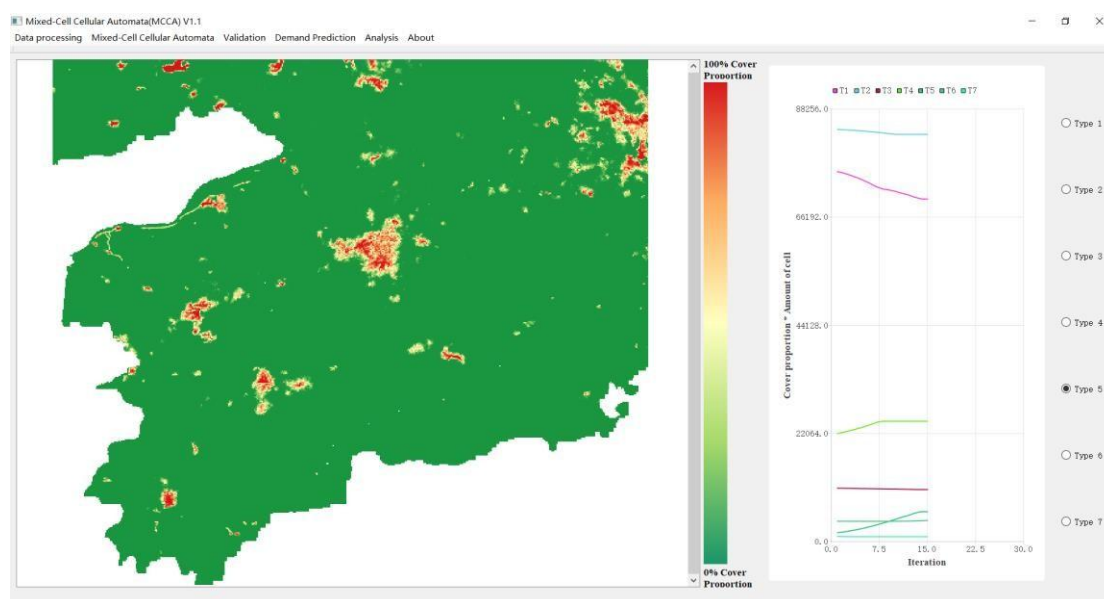 Mixed-Cell Cellular Automata(MCCA) V1.1
Data processing Mixed-Cell Cellular Automata Validation Demand Prediction Analysis About
100% Cover
Proportion
0% Cover
Proportion
T1 T2 T3 T4 T5 T6 T7
88256.0
66192.0
44128.0
22064.0
0.0
Cover proportion * Amount of cell
0.0 7.5 15.0 22.5 30.0
Iteration
Type 1
Type 2
Type 3
Type 4
Type 5
Type 6
Type 7